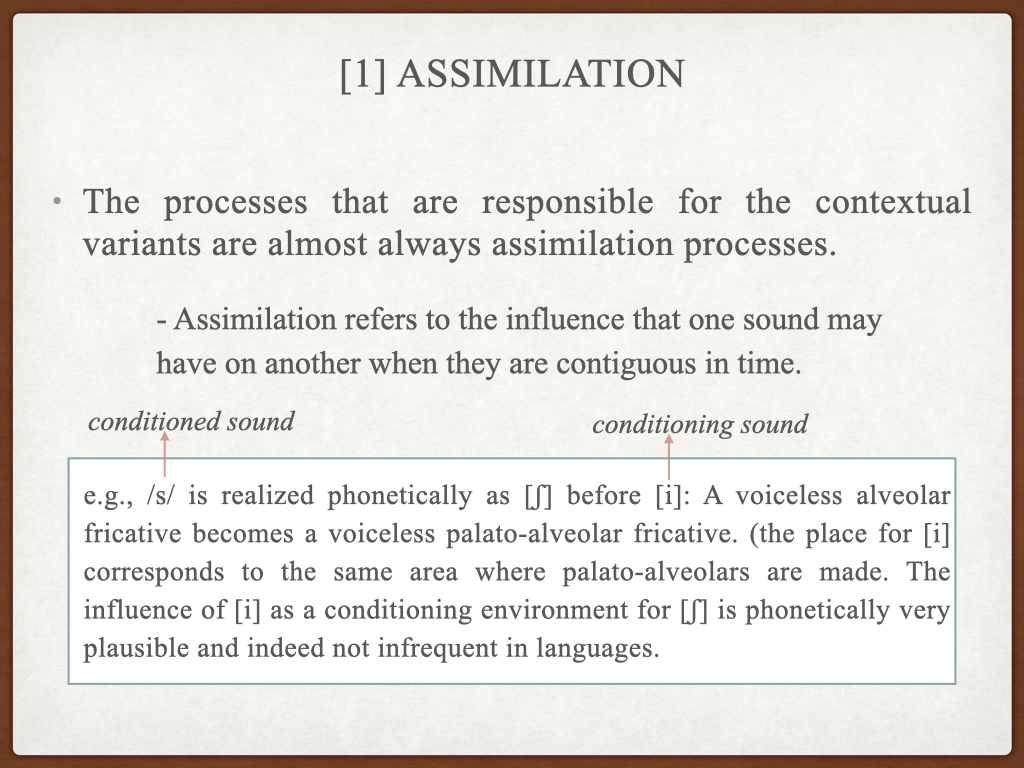 [1] ASSIMILATION
• The processes that are responsible for the contextual
variants are almost always assimilation processes.
- Assimilation refers to the influence that one sound may
have on another when they are contiguous in time.
conditioned sound
conditioning sound
e.g., /s/ is realized phonetically as [ʃ] before [i]: A voiceless alveolar
fricative becomes a voiceless palato-alveolar fricative. (the place for [i]
corresponds to the same area where palato-alveolars are made. The
influence of [i] as a conditioning environment for [ʃ] is phonetically very
plausible and indeed not infrequent in languages.